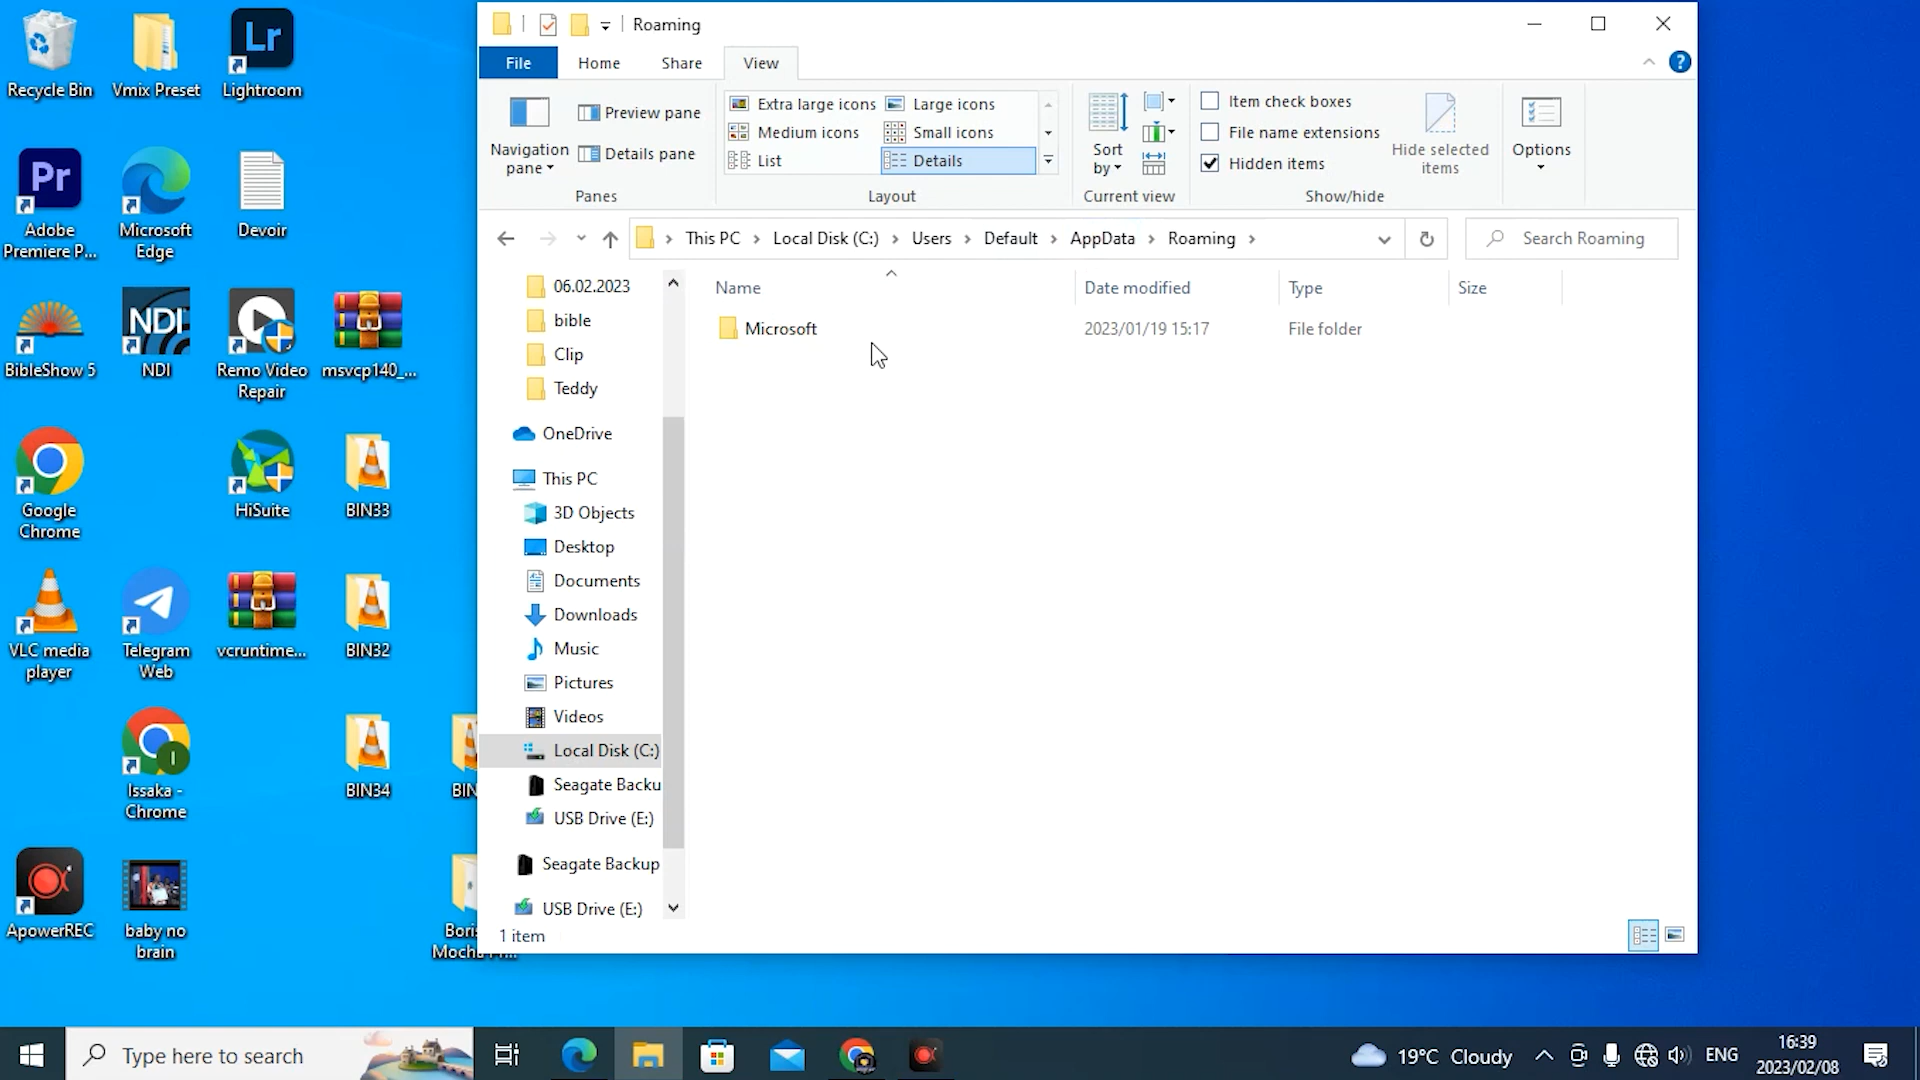 Recycle Bin
Vmix Preset
Lightroom
Adobe
Premiere P...
Microsoft
Edge
Devoir
BibleShow 5
NDI
NDI
Remo Video
Repair
msvcp140_...
Google
Chrome
HiSuite
BIN33
VLC media
player
Telegram
Web
vcruntime...
BIN32
Issaka -
Chrome
BIN34
BIN
ApowerREC
baby no
brain
Boris
Roaming
File
Home
Share
View
Navigation
pane
Preview pane
Details pane
Panes
Extra large icons
Large icons
Medium icons
Small icons
List
Details
Layout
Sort
by
Current view
Item check boxes
File name extensions
Hidden items
Hide selected
items
Show/hide
Options
This PC
Local Disk (C:)
Users
Default
AppData
Roaming
Search Roaming
06.02.2023
bible
Clip
Teddy
OneDrive
This PC
3D Objects
Desktop
Documents
Downloads
Music
Pictures
Videos
Local Disk (C:)
Seagate Backu
USB Drive (E:)
Seagate Backup
USB Drive (E:)
Name
Date modified
Type
Size
Microsoft
2023/01/19 15:17
File folder
1 item
Type here to search
19°C Cloudy
ENG
16:39
2023/02/08
Lr
Pr
I